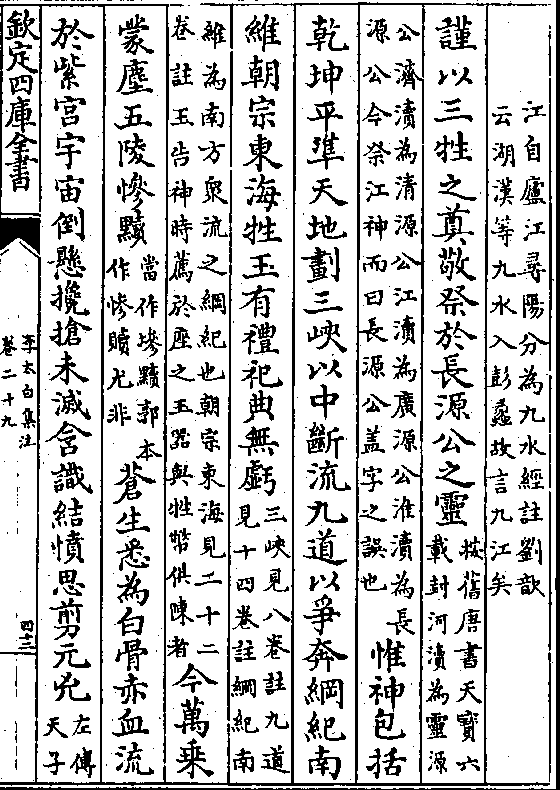 江自廬江尋陽分為九水經註劉歆
云湖漢等九水入彭蠡故言九江矣
謹以三牲之奠敬祭於長源公之靈
按舊唐書天寶六
載封河瀆為靈源
公濟瀆為清源公江瀆為廣源公淮瀆為長
源公今祭江神而曰長源公盖字之誤也
惟神包括
乾坤平準天地劃三峽以中斷流九道以爭奔綱紀南
維朝宗東海牲玉有禮祀典無虧
三峽見八卷註九道
見十四卷註綱紀南
維為南方衆流之綱紀也朝宗東海見二十二
卷註玉告神時薦於座之玉器與牲幣俱陳者
今萬乗
蒙塵五陵慘黷
當作墋黷郭本
作慘贖尤非
蒼生悉為白骨赤血流
於紫宮宇宙倒懸攙搶未滅含識結憤思剪元兇
左傳
天子
欽定四庫全書
李太白集注
卷二十九
四十三